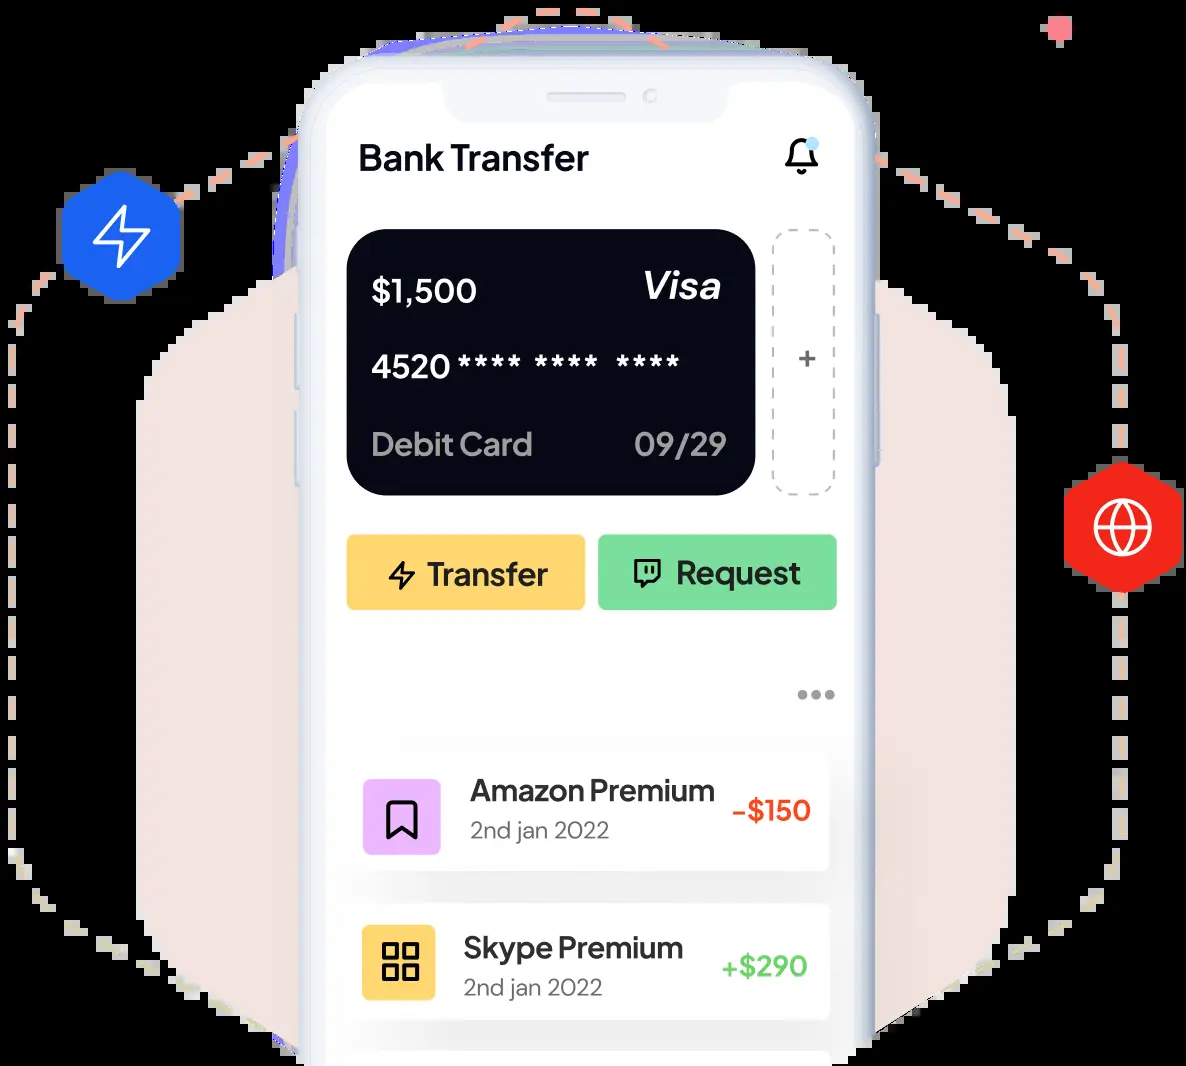 Bank Transfer
$1,500 Visa
4520 **** **** ****
Debit Card 09/29
+
Transfer Request
Amazon Premium
-$150
2nd jan 2022
Skype Premium
+$290
2nd jan 2022